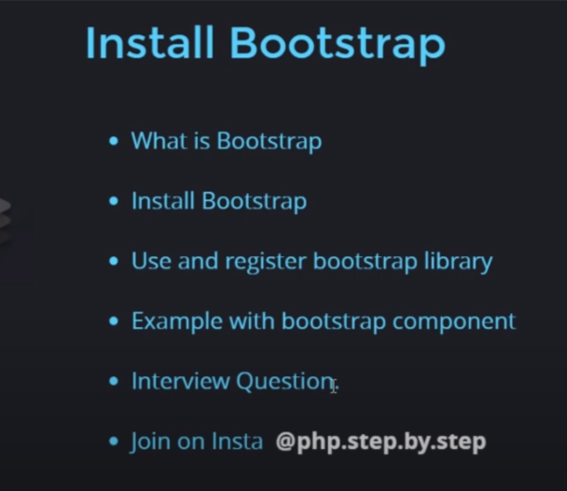 Install Bootstrap
What is Bootstrap
Install Bootstrap
Use and register bootstrap library
Example with bootstrap component
Interview Question.
Join on Insta @php.step.by.step